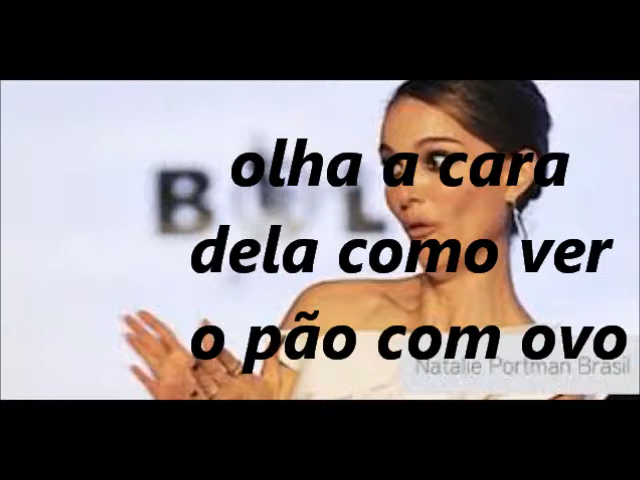 olha a cara
dela como ver
o pão com ovo
Natalie Portman Brasil